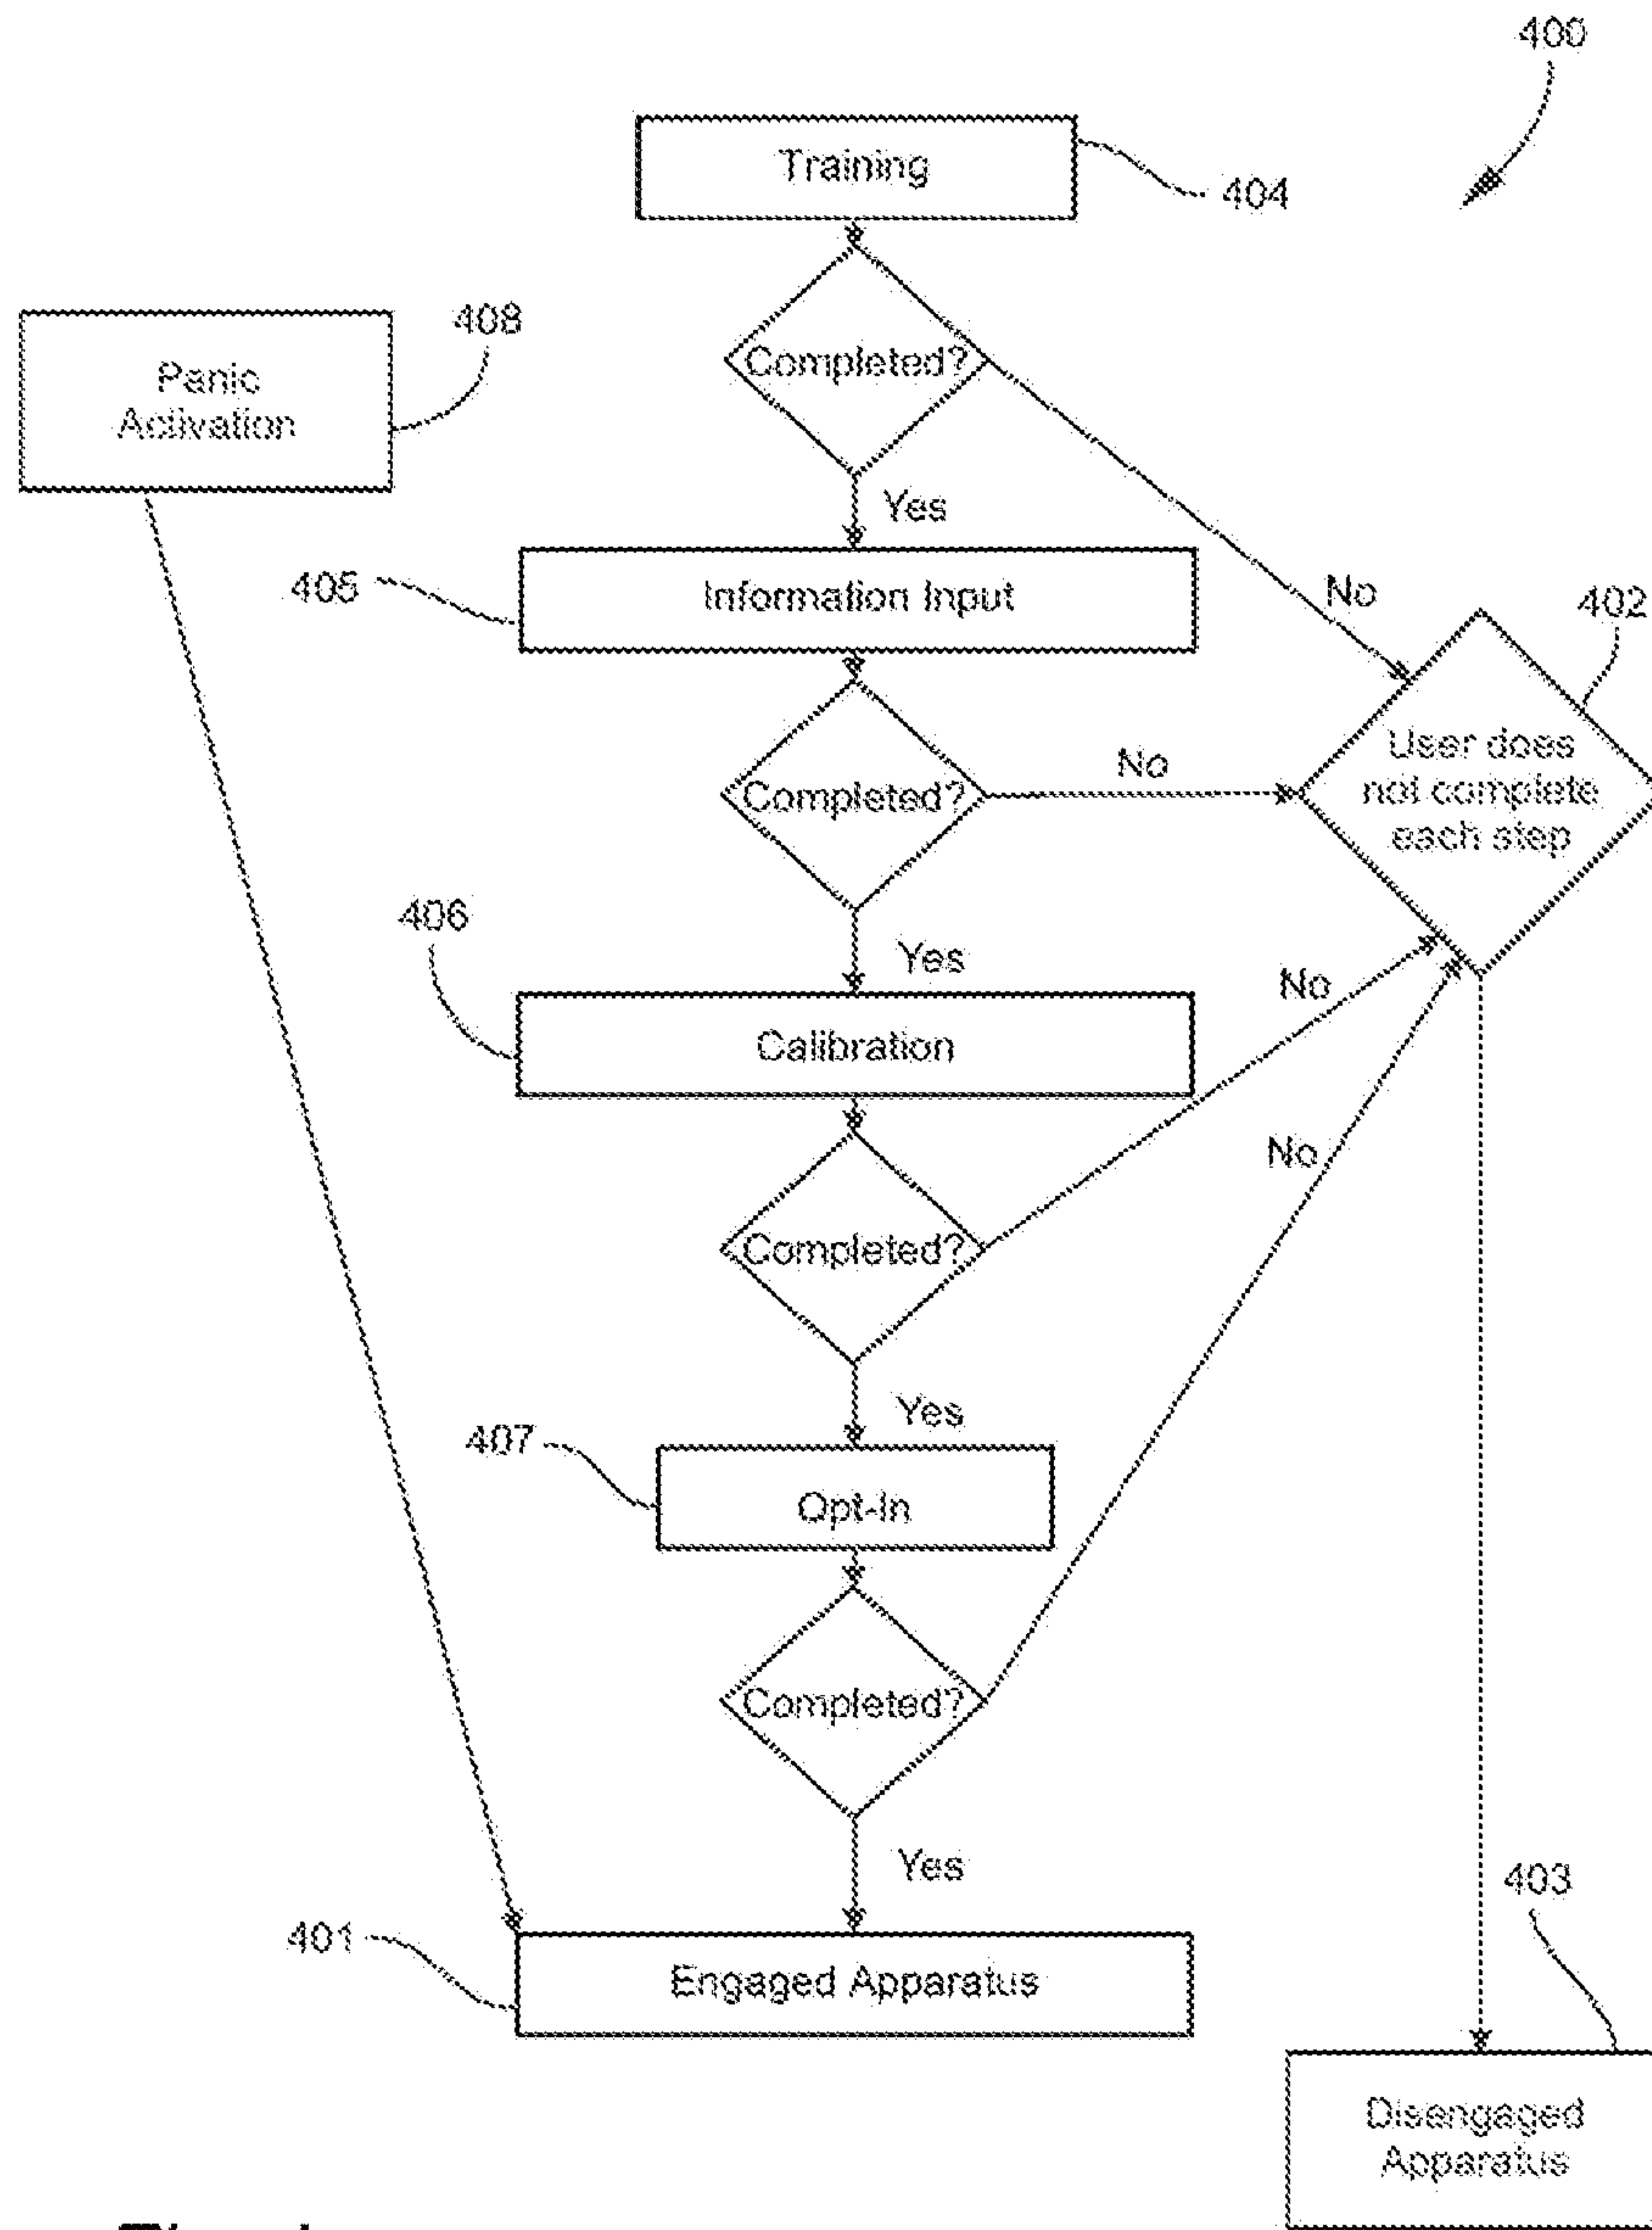 400
Training
404
Completed?
408
Panic
Activation
Yes
405
Information Input
No
402
User does
not complete
each step
Completed?
No
406
Yes
Calibration
No
No
Completed?
407
Yes
Opt-In
Completed?
Yes
403
401
Engaged Apparatus
Disengaged
Apparatus